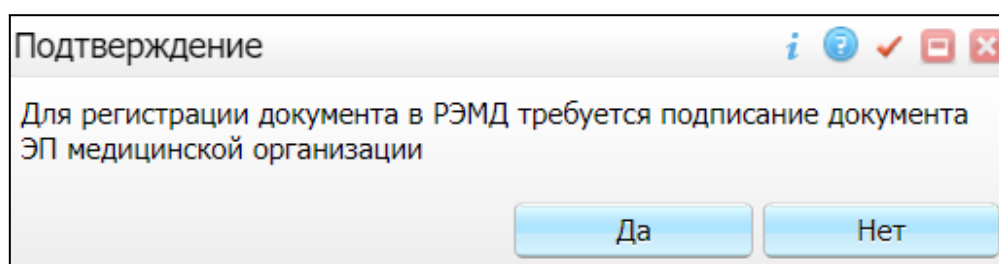 Подтверждение
Для регистрации документа в РЭМД требуется подписание документа
ЭП медицинской организации
Да Нет